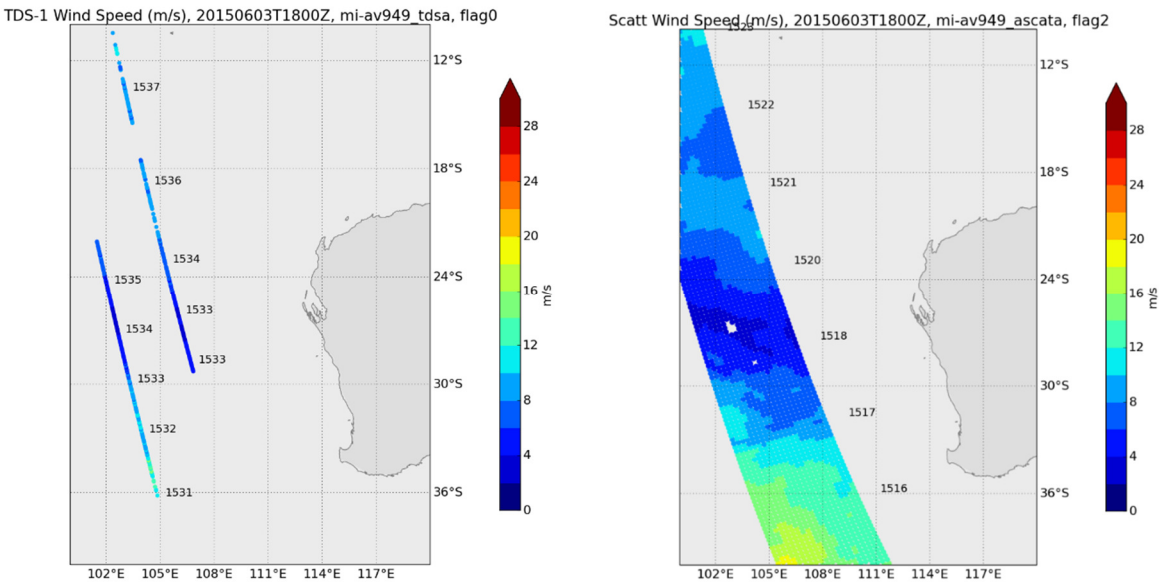 TDS-1 Wind Speed (m/s), 20150603T1800Z, mi-av949_tdsa, flag0
1537
1536
1534
1535
1533
1534
1533
1533
1532
1531
12°S
18°S
24°S
30°S
36°S
102°E 105°E 108°E 111°E 114°E 117°E
28
24
20
16
12
8
4
0
m/s
Scatt Wind Speed (m/s), 20150603T1800Z, mi-av949_ascata, flag2
1523
1522
1521
1520
1518
1517
1516
12°S
18°S
24°S
30°S
36°S
102°E 105°E 108°E 111°E 114°E 117°E
28
24
20
16
12
8
4
0
m/s